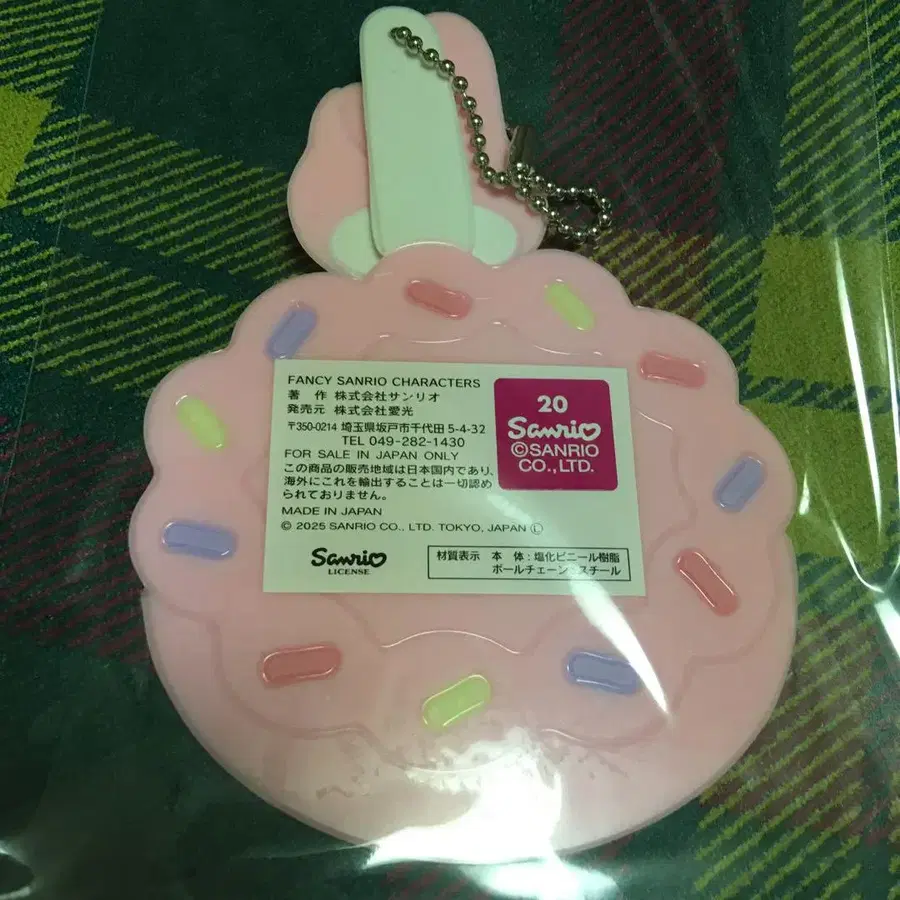 FANCY SANRIO CHARACTERS
著 作 株式会社サンリオ
発売元 株式会社愛光
〒350-0214 埼玉県坂戸市千代田 5-4-32
TEL 049-282-1430
FOR SALE IN JAPAN ONLY
この商品の販売地域は日本国内であり、
海外にこれを輸出することは一切認め
られておりません。
MADE IN JAPAN
© 2025 SANRIO CO., LTD. TOKYO, JAPAN Ⓛ
20
Sanrio
©SANRIO
CO.,LTD.
Sanrio
LICENSE
材質表示 本 体:塩化ビニール樹脂
ボールチェーン:スチール